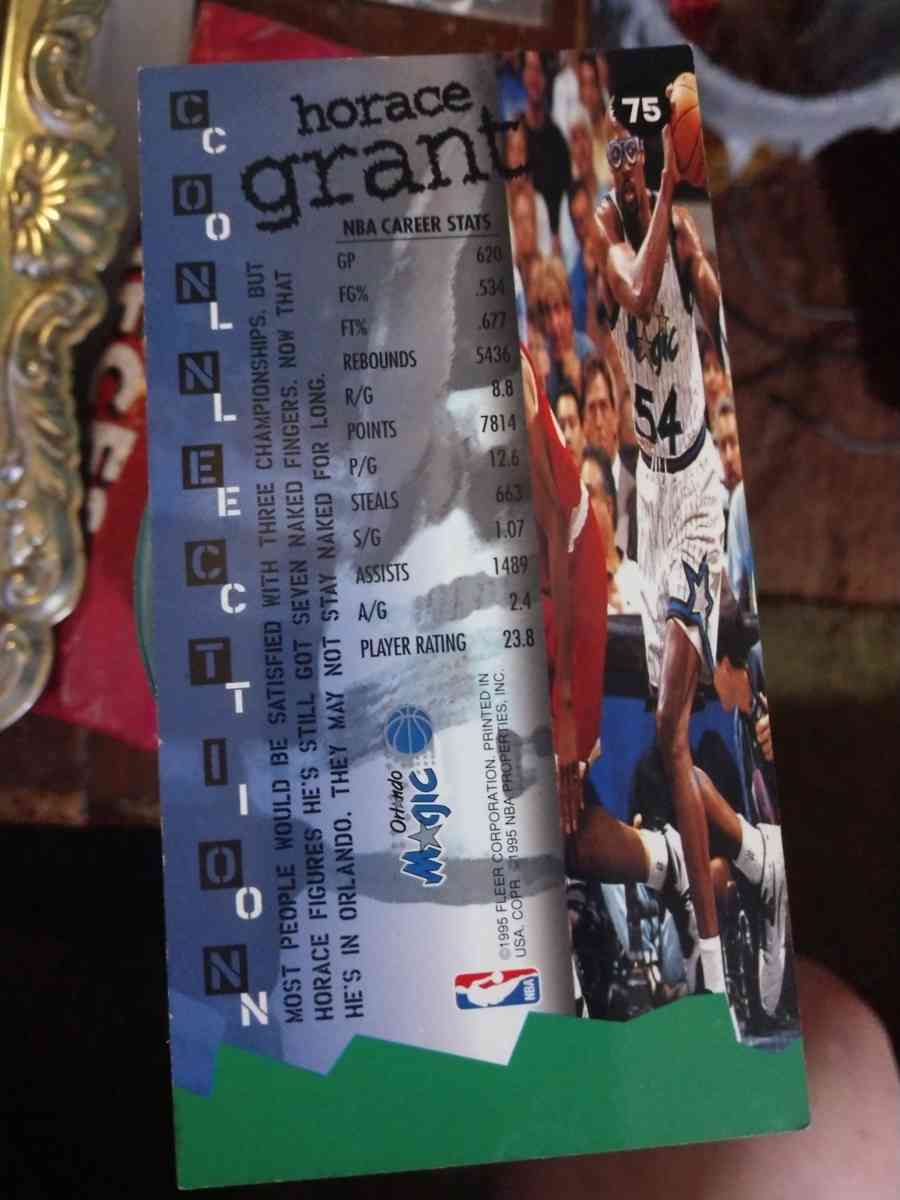 CONNECTION
COLLECTION
horace
grant
75
NBA CAREER STATS
GP 620
FG% .534
FT% .677
REBOUNDS 5436
R/G 8.8
POINTS 7814
P/G 12.6
STEALS 663
S/G 1.07
ASSISTS 1489
A/G 2.4
PLAYER RATING 23.8
MOST PEOPLE WOULD BE SATISFIED WITH THREE CHAMPIONSHIPS. BUT
HORACE FIGURES HE'S STILL GOT SEVEN NAKED FINGERS. NOW THAT
HE'S IN ORLANDO. THEY MAY NOT STAY NAKED FOR LONG.
Orlando
Magic
©1995 FLEER CORPORATION. PRINTED IN
USA. COPR. ©1995 NBA PROPERTIES, INC.
NBA
Magic
54